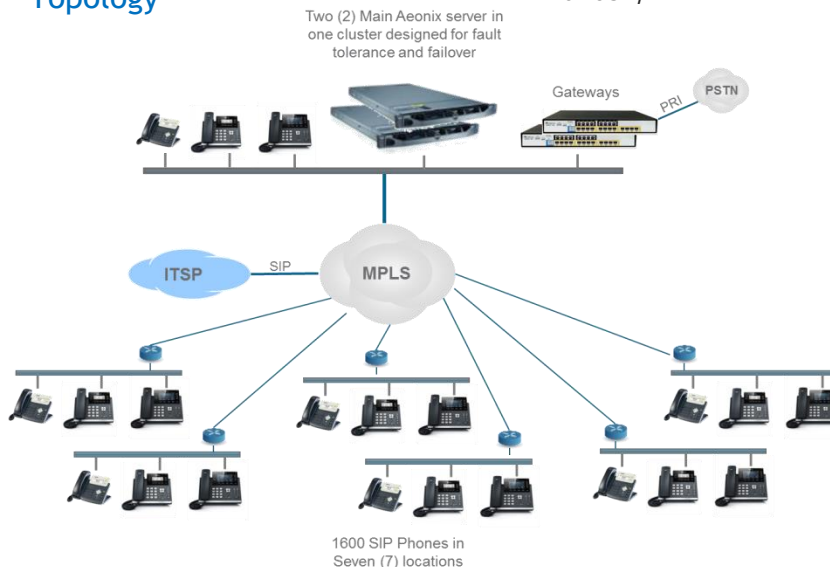 Topology
Two (2) Main Aeonix server in
one cluster designed for fault
tolerance and failover
Gateways
PRI
PSTN
ITSP
SIP
MPLS
1600 SIP Phones in
Seven (7) locations